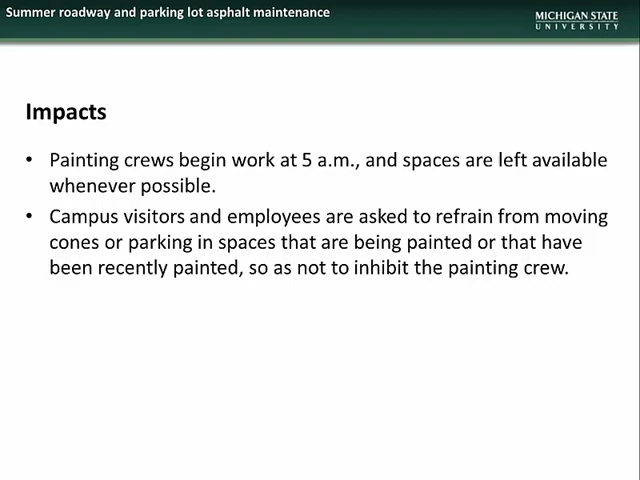 Summer roadway and parking lot asphalt maintenance
MICHIGAN STATE
UNIVERSITY
Impacts
• Painting crews begin work at 5 a.m., and spaces are left available
whenever possible.
• Campus visitors and employees are asked to refrain from moving
cones or parking in spaces that are being painted or that have
been recently painted, so as not to inhibit the painting crew.